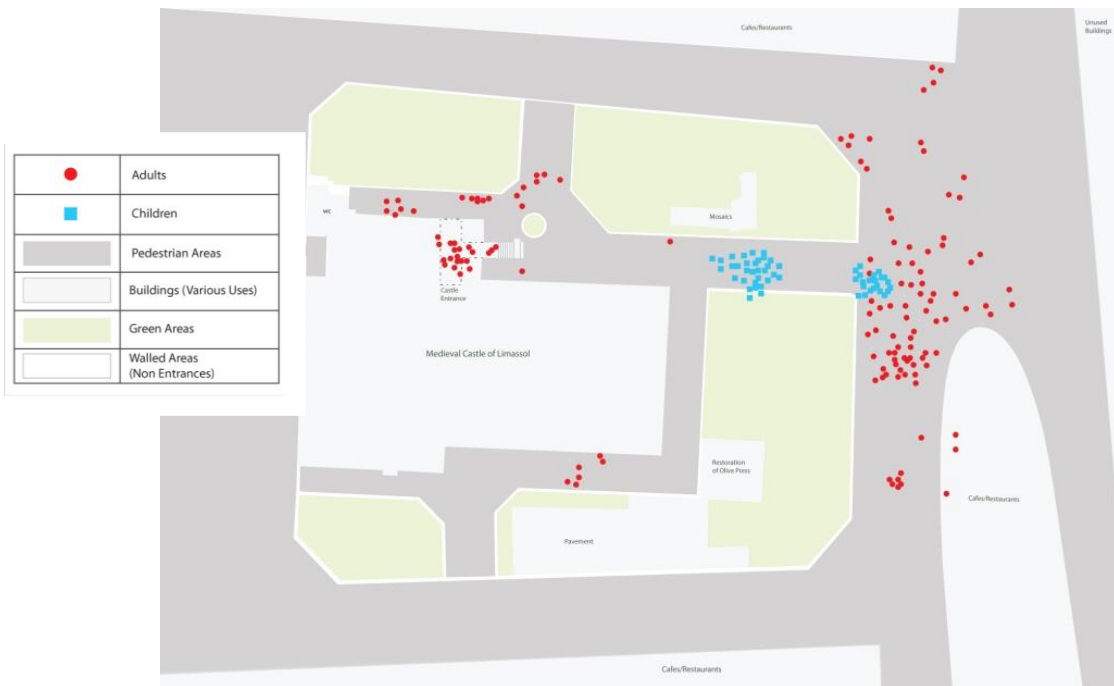 Cafes/Restaurants
Unused
Buildings
Adults
Children
Pedestrian Areas
Buildings (Various Uses)
Green Areas
Walled Areas
(Non Entrances)
WC
Mosaics
Castle
Entrance
Medieval Castle of Limassol
Restoration
of Olive Press
Pavement
Cafes/Restaurants
Cafes/Restaurants